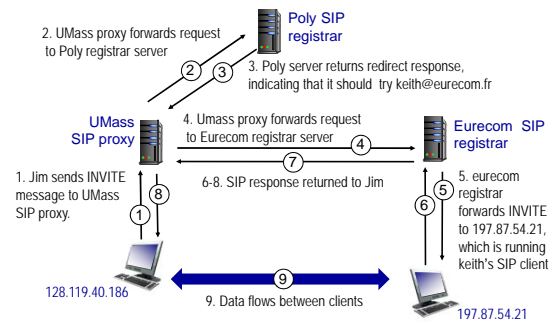 2. UMass proxy forwards request
to Poly registrar server
Poly SIP
registrar
2
3
3. Poly server returns redirect response,
indicating that it should try keith@eurecom.fr
UMass
SIP proxy
4. Umass proxy forwards request
to Eurecom registrar server
4
Eurecom SIP
registrar
7
6-8. SIP response returned to Jim
1. Jim sends INVITE
message to UMass
SIP proxy.
8
1
5
6
5. eurecom
registrar
forwards INVITE
to 197.87.54.21,
which is running
keith's SIP client
9
9. Data flows between clients
128.119.40.186
197.87.54.21